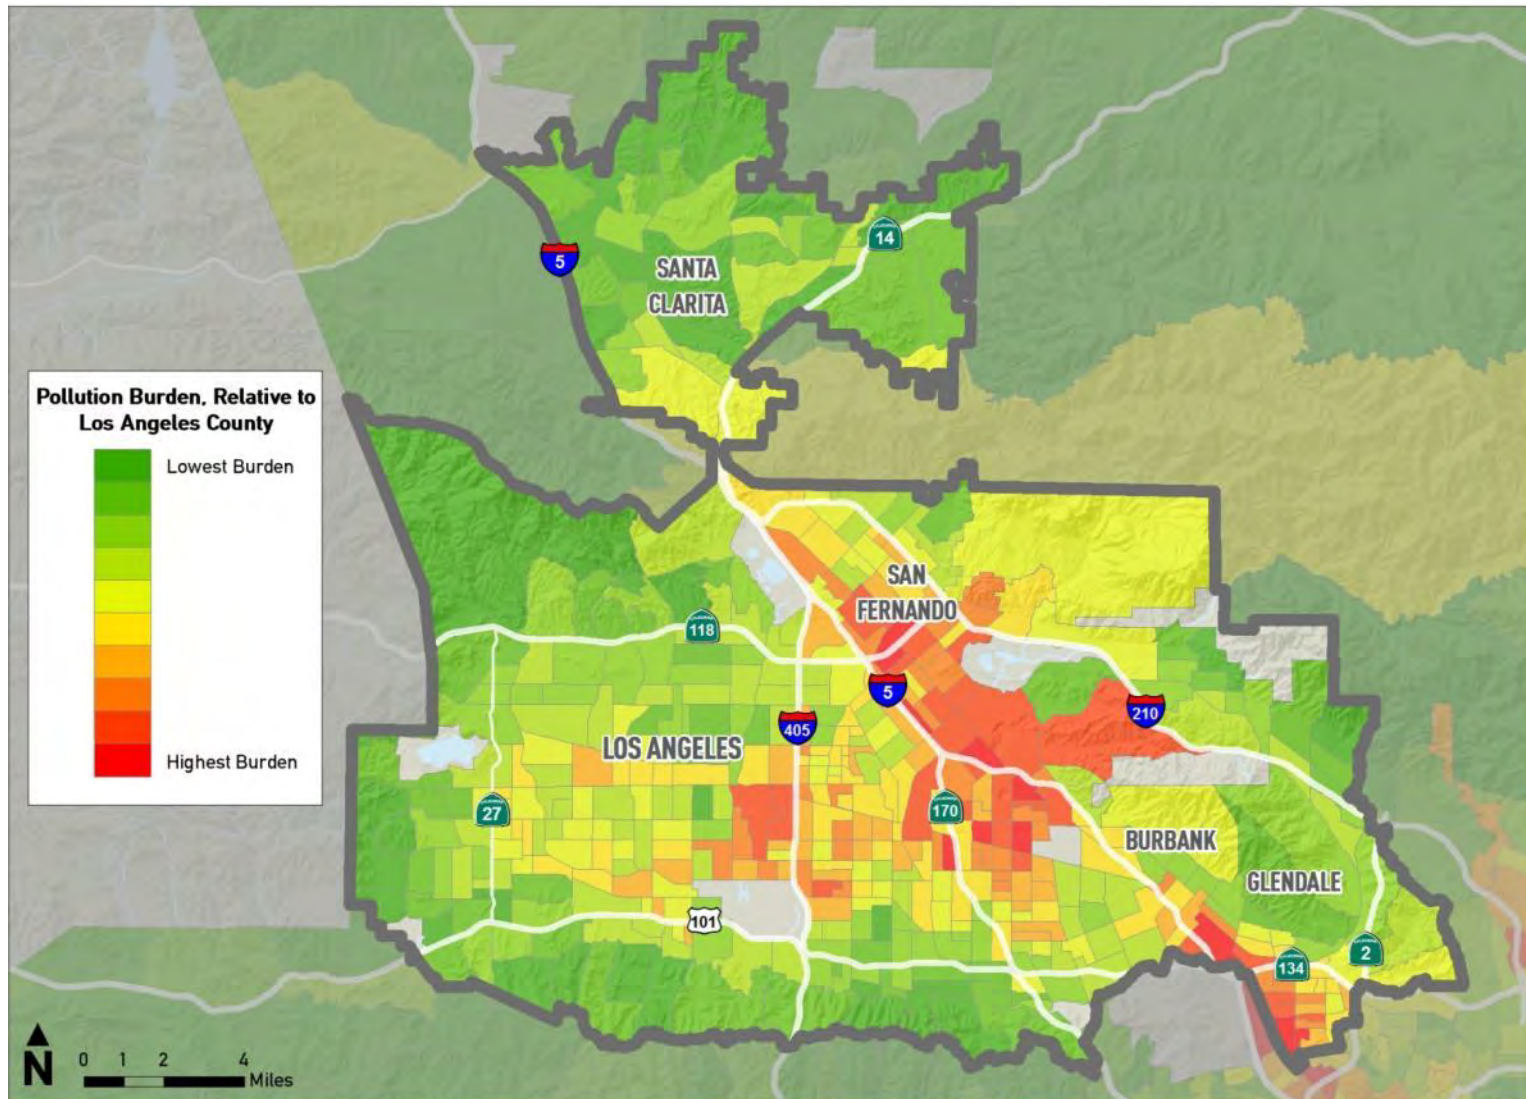 14
5
SANTA
CLARITA
Pollution Burden, Relative to
Los Angeles County
Lowest Burden
Highest Burden
SAN
FERNANDO
118
5
210
405
LOS ANGELES
27
170
BURBANK
GLENDALE
101
2
134
N
0 1 2 4
Miles